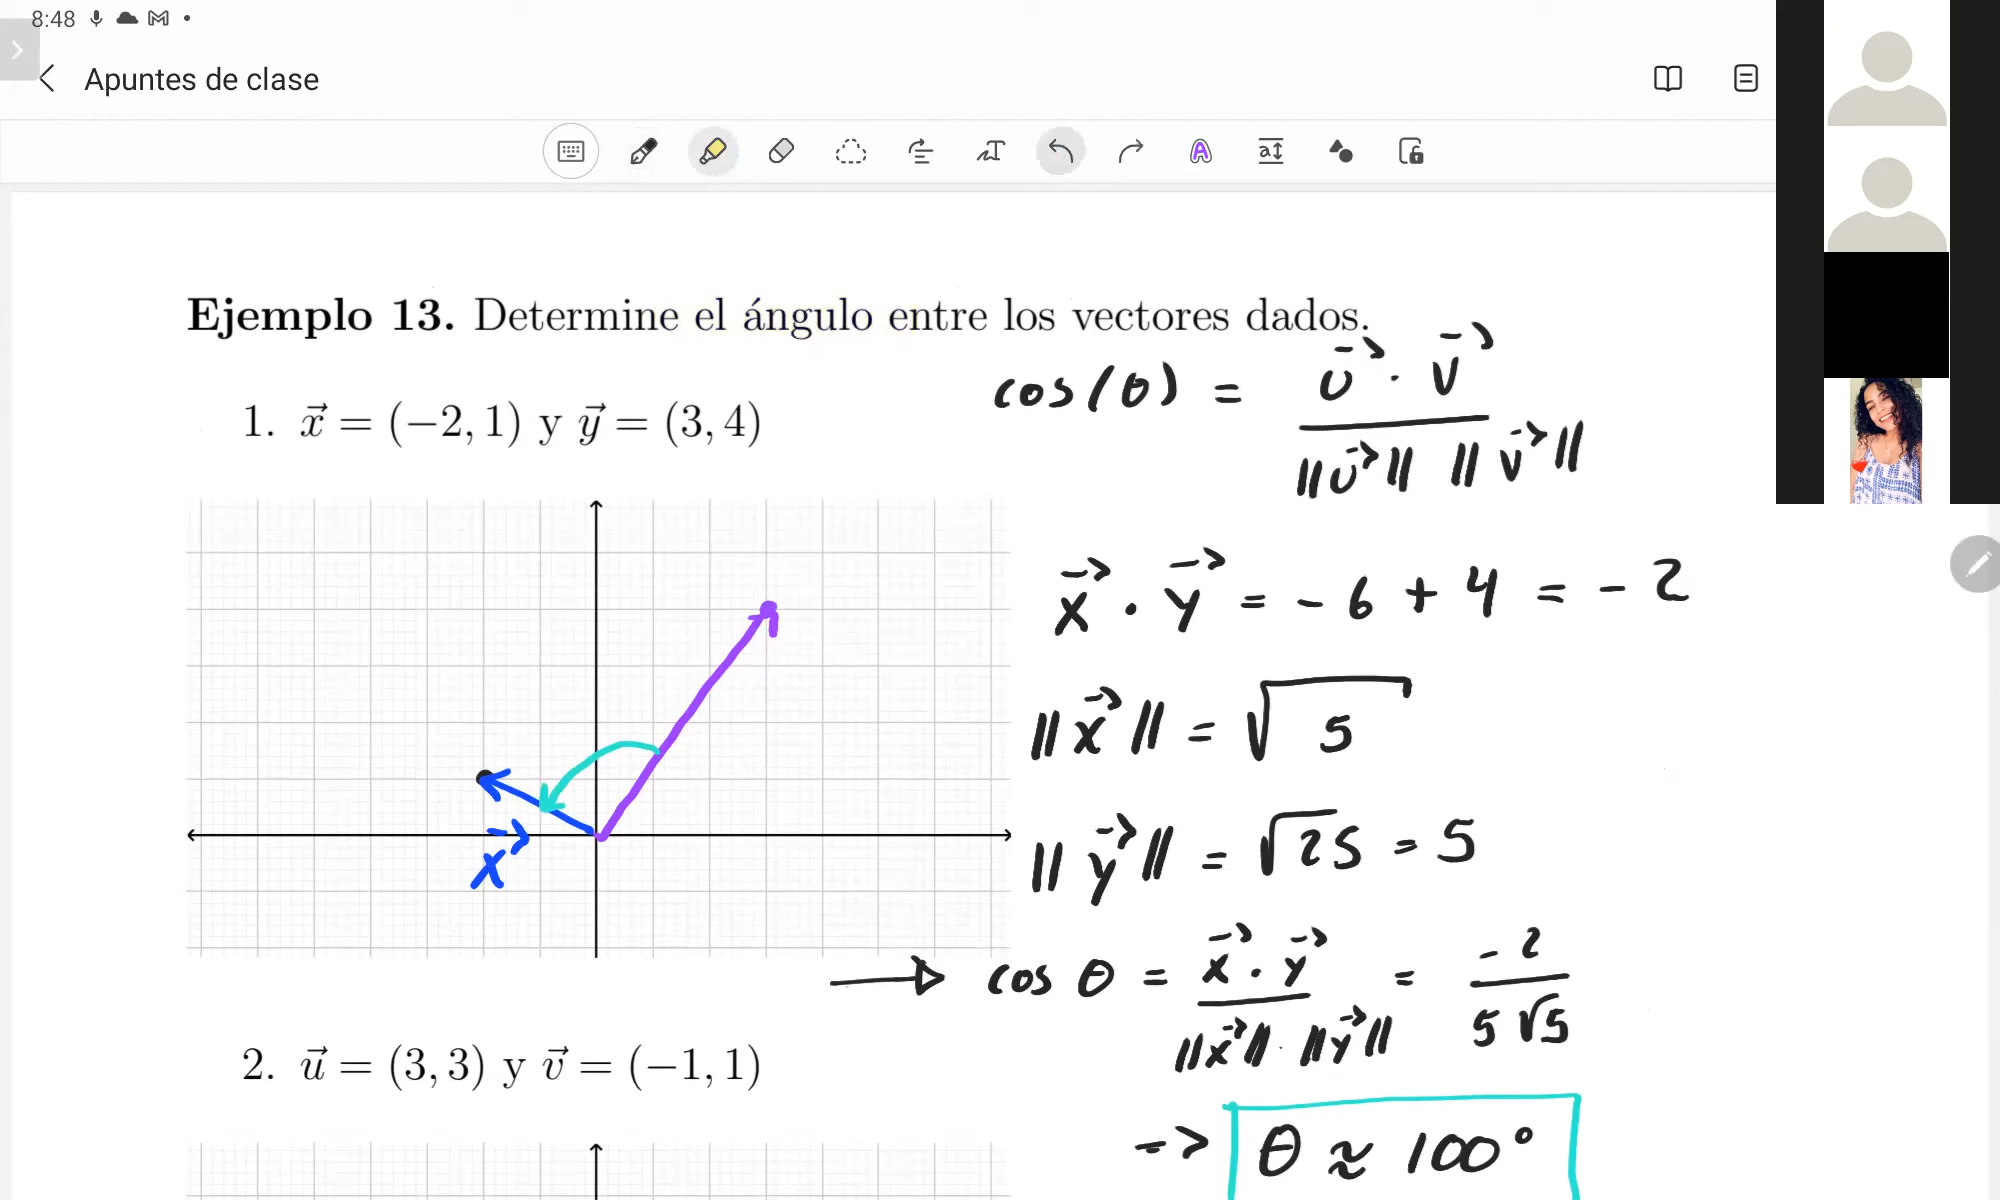 8:48
Apuntes de clase
Ejemplo 13. Determine el ángulo entre los vectores dados.
cos(θ) = u⃗ · v⃗ / ‖u⃗‖ ‖v⃗‖
1. x⃗ = (−2, 1) y y⃗ = (3, 4)
x⃗ · y⃗ = - 6 + 4 = - 2
‖x⃗‖ = √5
‖y⃗‖ = √25 = 5
x⃗
→ cos θ = x⃗ · y⃗ / ‖x⃗‖ · ‖y⃗‖ = -2 / 5√5
2. u⃗ = (3, 3) y v⃗ = (−1, 1)
-> θ ≈ 100°